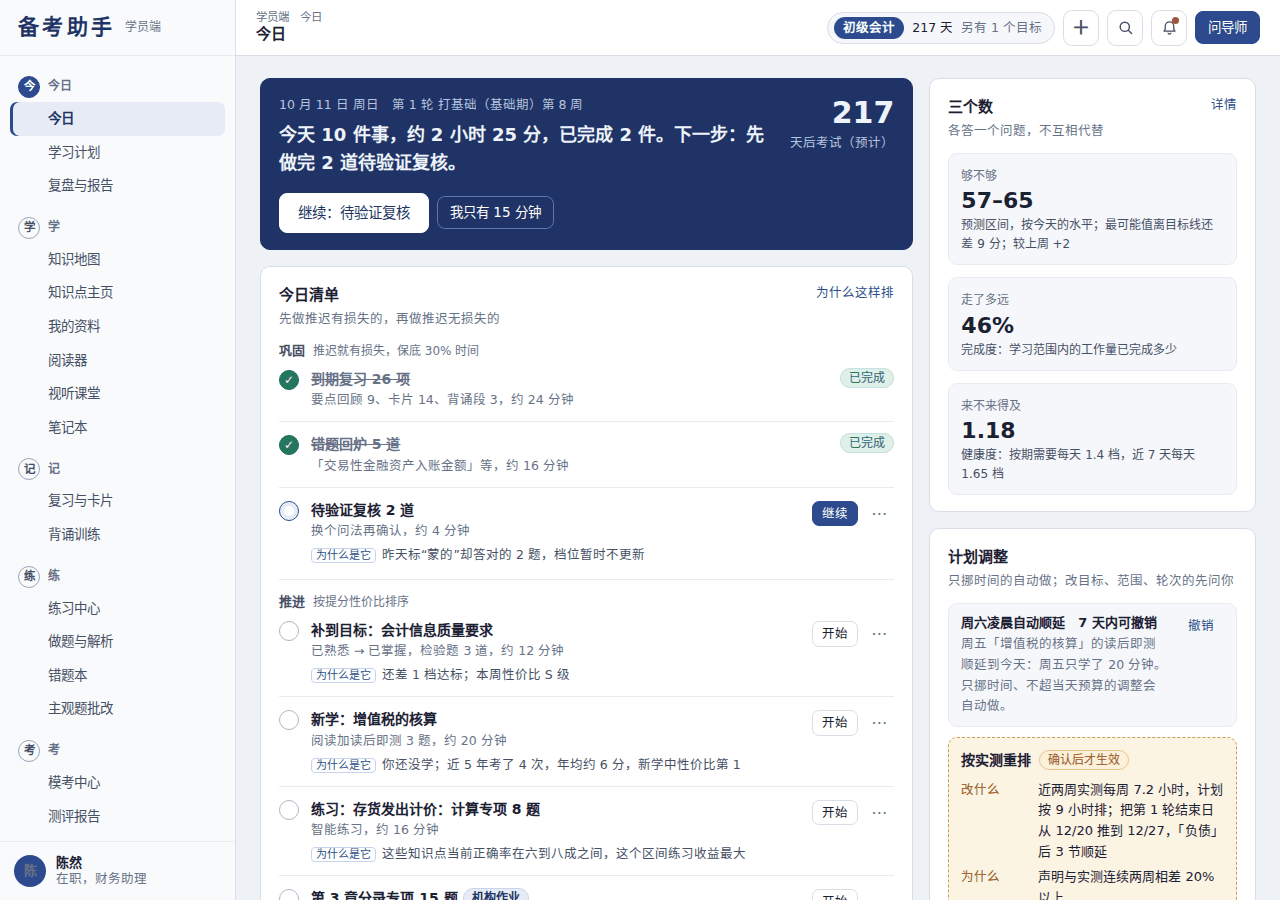 备考助手 学员端
今 今日
今日
学习计划
复盘与报告
学 学
知识地图
知识点主页
我的资料
阅读器
视听课堂
笔记本
记 记
复习与卡片
背诵训练
练 练
练习中心
做题与解析
错题本
主观题批改
考 考
模考中心
测评报告
陈 陈然
在职，财务助理
学员端 今日
今日
初级会计 217 天 另有 1 个目标
问导师
10 月 11 日 周日 第 1 轮 打基础（基础期）第 8 周
今天 10 件事，约 2 小时 25 分，已完成 2 件。下一步：先
做完 2 道待验证复核。
217
天后考试（预计）
继续：待验证复核
我只有 15 分钟
今日清单
为什么这样排
先做推迟有损失的，再做推迟无损失的
巩固 推迟就有损失，保底 30% 时间
到期复习 26 项
已完成
要点回顾 9、卡片 14、背诵段 3，约 24 分钟
错题回炉 5 道
已完成
「交易性金融资产入账金额」等，约 16 分钟
待验证复核 2 道
继续 ⋯
换个问法再确认，约 4 分钟
为什么是它 昨天标“蒙的”却答对的 2 题，档位暂时不更新
推进 按提分性价比排序
补到目标：会计信息质量要求
开始 ⋯
已熟悉 → 已掌握，检验题 3 道，约 12 分钟
为什么是它 还差 1 档达标；本周性价比 S 级
新学：增值税的核算
开始 ⋯
阅读加读后即测 3 题，约 20 分钟
为什么是它 你还没学；近 5 年考了 4 次，年均约 6 分，新学中性价比第 1
练习：存货发出计价：计算专项 8 题
开始 ⋯
智能练习，约 16 分钟
为什么是它 这些知识点当前正确率在六到八成之间，这个区间练习收益最大
第 3 章分录专项 15 题 机构作业
开始
三个数
详情
各答一个问题，不互相代替
够不够
57–65
预测区间，按今天的水平；最可能值离目标线还
差 9 分；较上周 +2
走了多远
46%
完成度：学习范围内的工作量已完成多少
来不来得及
1.18
健康度：按期需要每天 1.4 档，近 7 天每天
1.65 档
计划调整
只挪时间的自动做；改目标、范围、轮次的先问你
周六凌晨自动顺延 7 天内可撤销
撤销
周五「增值税的核算」的读后即测
顺延到今天：周五只学了 20 分钟。
只挪时间、不超当天预算的调整会
自动做。
按实测重排 确认后才生效
改什么 近两周实测每周 7.2 小时，计划
按 9 小时排；把第 1 轮结束日
从 12/20 推到 12/27，「负债」
后 3 节顺延
为什么 声明与实测连续两周相差 20%
以上